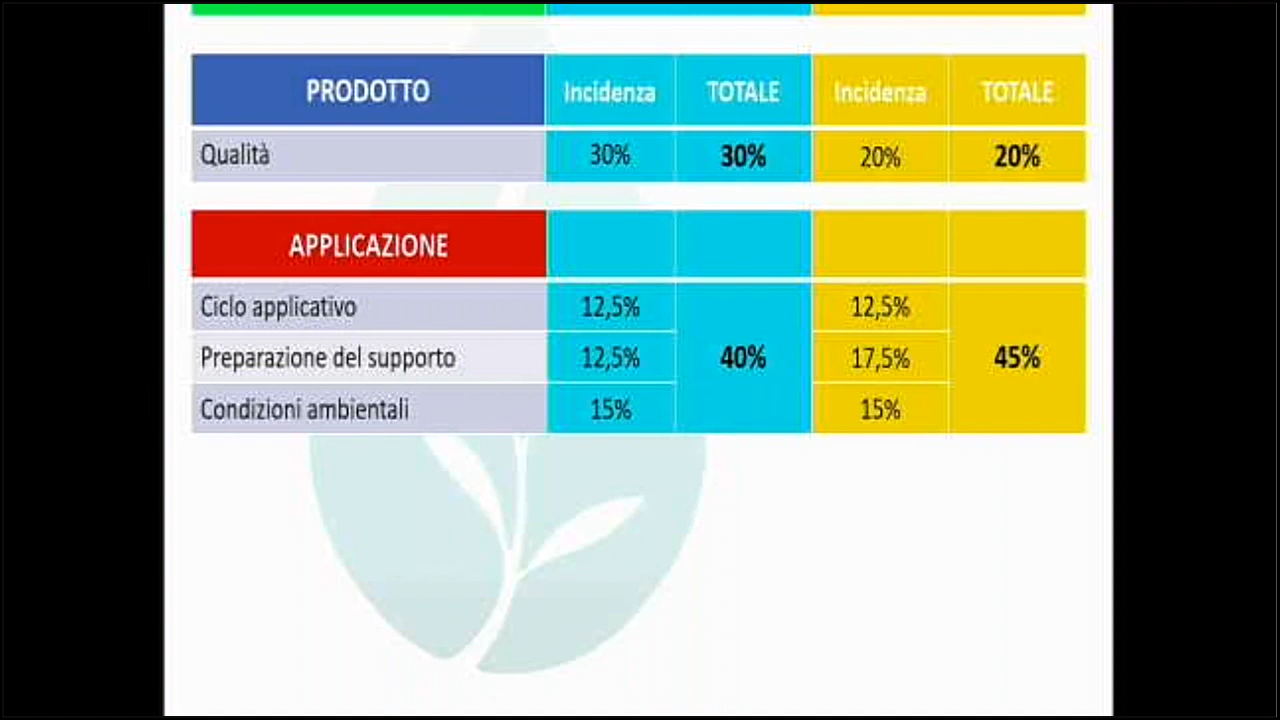 PRODOTTO Incidenza TOTALE Incidenza TOTALE
Qualità 30% 30% 20% 20%
APPLICAZIONE
Ciclo applicativo 12,5% 12,5%
Preparazione del supporto 12,5% 40% 17,5% 45%
Condizioni ambientali 15% 15%